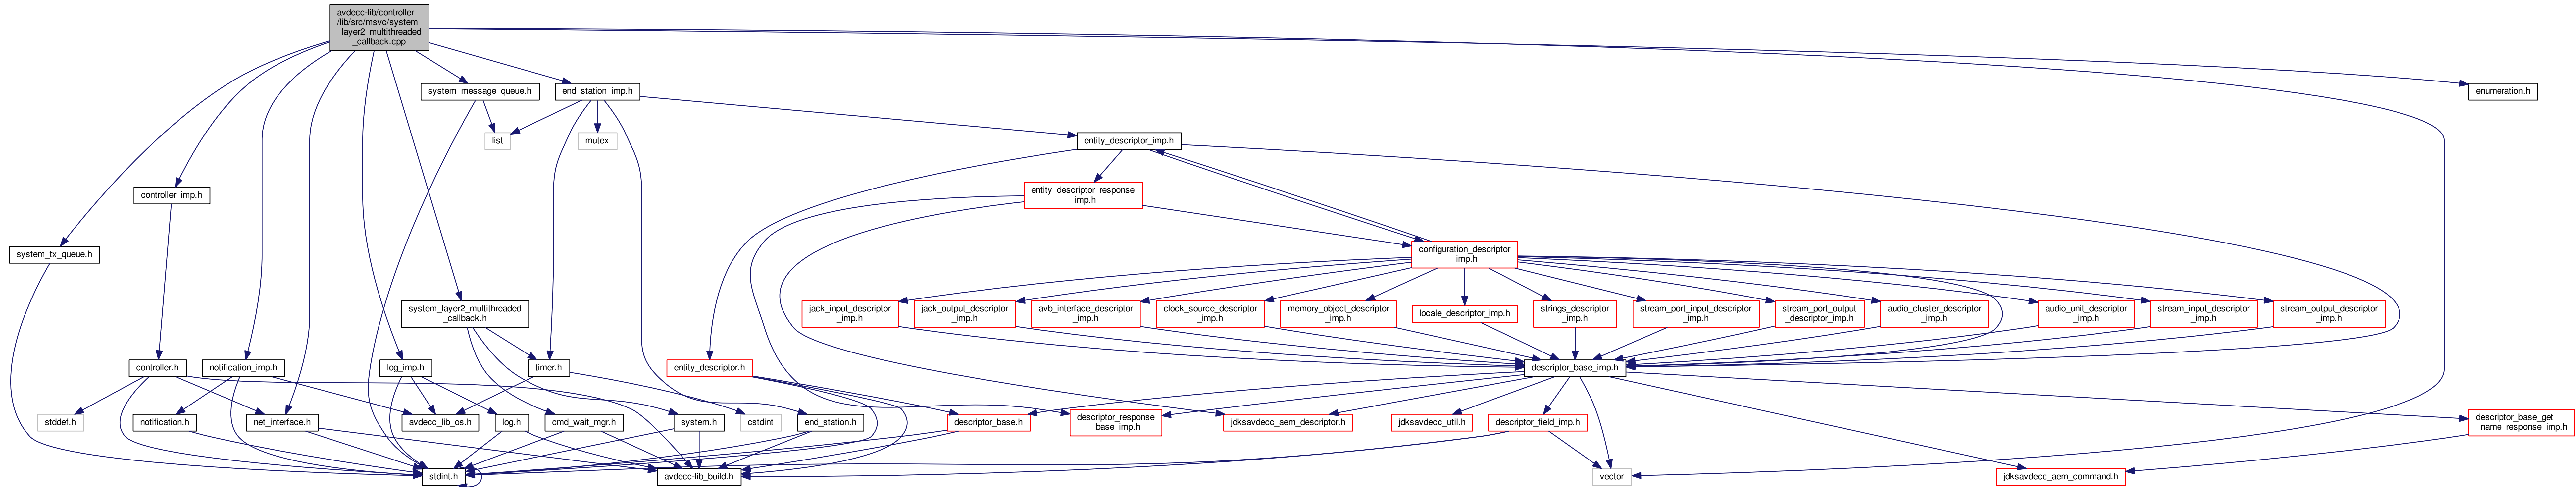 avdecc-lib/controller
/lib/src/msvc/system
_layer2_multithreaded
_callback.cpp
system_message_queue.h
end_station_imp.h
enumeration.h
list
mutex
entity_descriptor_imp.h
controller_imp.h
entity_descriptor_response
_imp.h
system_tx_queue.h
configuration_descriptor
_imp.h
system_layer2_multithreaded
_callback.h
jack_input_descriptor
_imp.h
jack_output_descriptor
_imp.h
avb_interface_descriptor
_imp.h
clock_source_descriptor
_imp.h
memory_object_descriptor
_imp.h
locale_descriptor_imp.h
strings_descriptor
_imp.h
stream_port_input_descriptor
_imp.h
stream_port_output
_descriptor_imp.h
audio_cluster_descriptor
_imp.h
audio_unit_descriptor
_imp.h
stream_input_descriptor
_imp.h
stream_output_descriptor
_imp.h
controller.h
notification_imp.h
log_imp.h
timer.h
entity_descriptor.h
descriptor_base_imp.h
stddef.h
notification.h
net_interface.h
avdecc_lib_os.h
log.h
cmd_wait_mgr.h
system.h
cstdint
end_station.h
descriptor_base.h
descriptor_response
_base_imp.h
jdksavdecc_aem_descriptor.h
jdksavdecc_util.h
descriptor_field_imp.h
descriptor_base_get
_name_response_imp.h
stdint.h
avdecc-lib_build.h
vector
jdksavdecc_aem_command.h